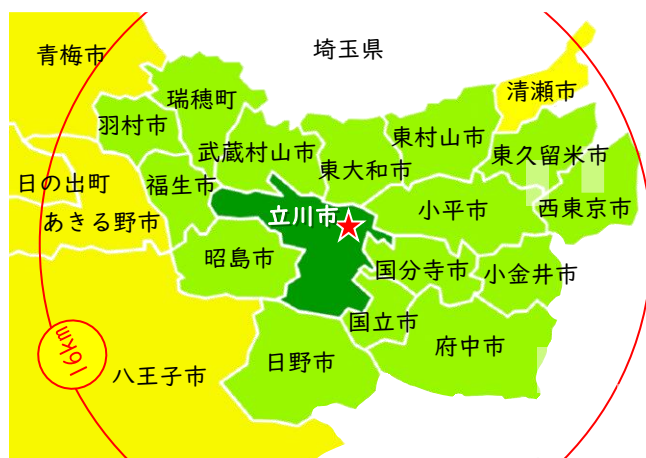 埼玉県
青梅市
清瀬市
瑞穂町
羽村市
東村山市
武蔵村山市
東久留米市
東大和市
日の出町
福生市
あきる野市
立川市
小平市
西東京市
昭島市
国分寺市
小金井市
国立市
府中市
16km
日野市
八王子市